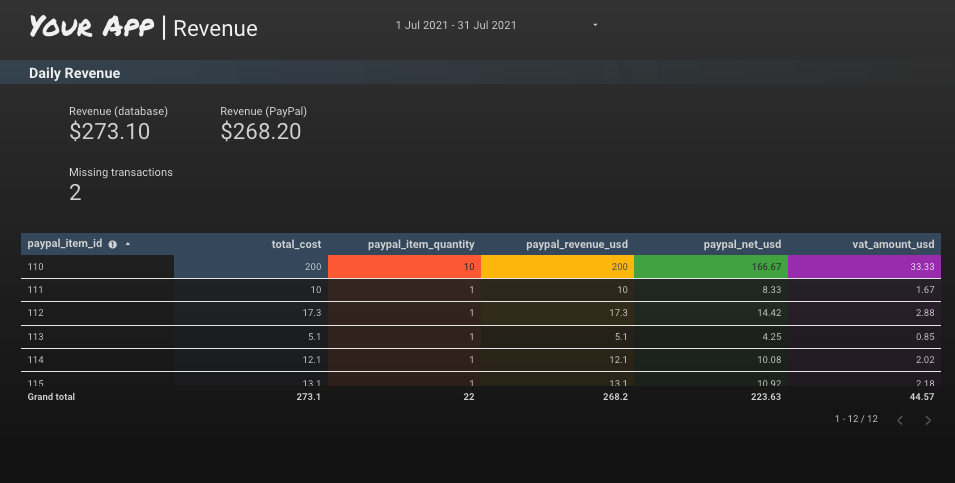 Your App | Revenue
1 Jul 2021 - 31 Jul 2021
Daily Revenue
Revenue (database) Revenue (PayPal)
$273.10 $268.20
Missing transactions
2
paypal_item_id total_cost paypal_item_quantity paypal_revenue_usd paypal_net_usd vat_amount_usd
110 200 10 200 166.67 33.33
111 10 1 10 8.33 1.67
112 17.3 1 17.3 14.42 2.88
113 5.1 1 5.1 4.25 0.85
114 12.1 1 12.1 10.08 2.02
115 13.1 1 13.1 10.92 2.18
Grand total 273.1 22 268.2 223.63 44.57
1 - 12 / 12